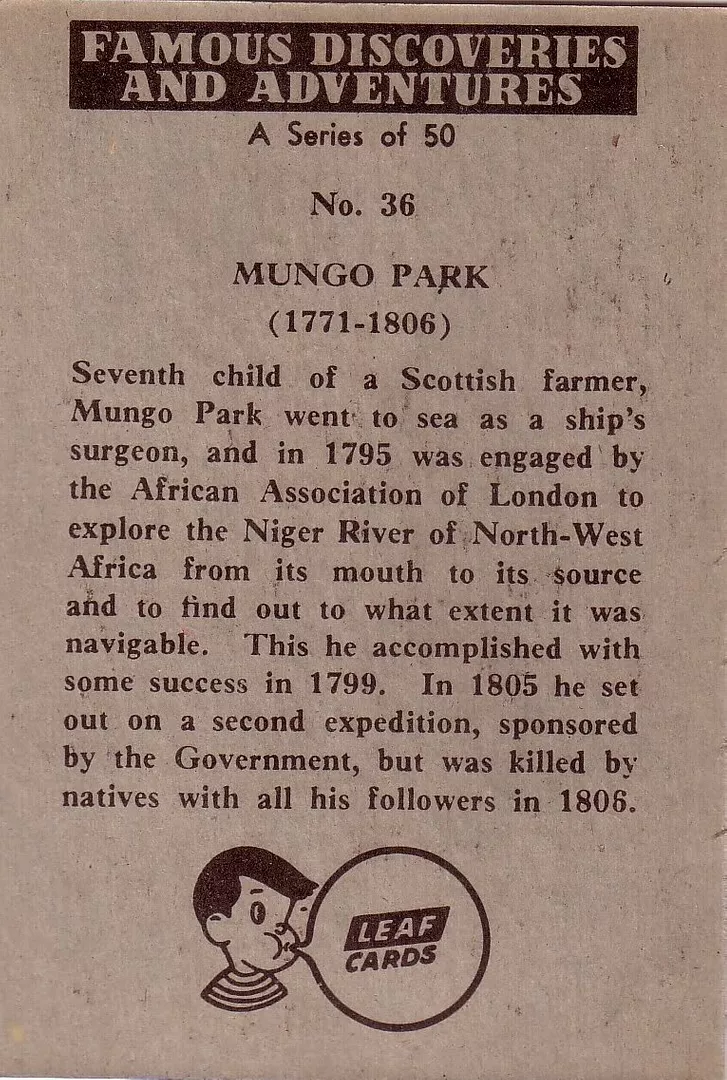 FAMOUS DISCOVERIES
AND ADVENTURES
A Series of 50
No. 36
MUNGO PARK
(1771-1806)
Seventh child of a Scottish farmer,
Mungo Park went to sea as a ship's
surgeon, and in 1795 was engaged by
the African Association of London to
explore the Niger River of North-West
Africa from its mouth to its source
and to find out to what extent it was
navigable. This he accomplished with
some success in 1799. In 1805 he set
out on a second expedition, sponsored
by the Government, but was killed by
natives with all his followers in 1806.
LEAF
CARDS